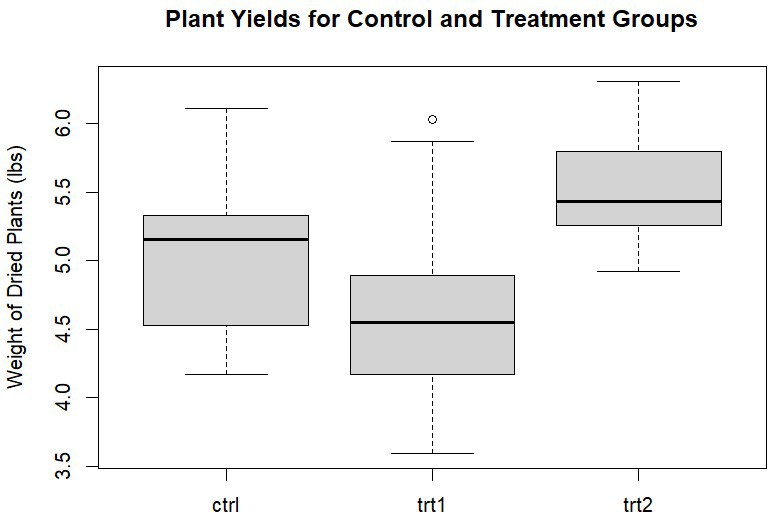 Plant Yields for Control and Treatment Groups
Weight of Dried Plants (lbs)
6.0
5.5
5.0
4.5
4.0
3.5
ctrl trt1 trt2